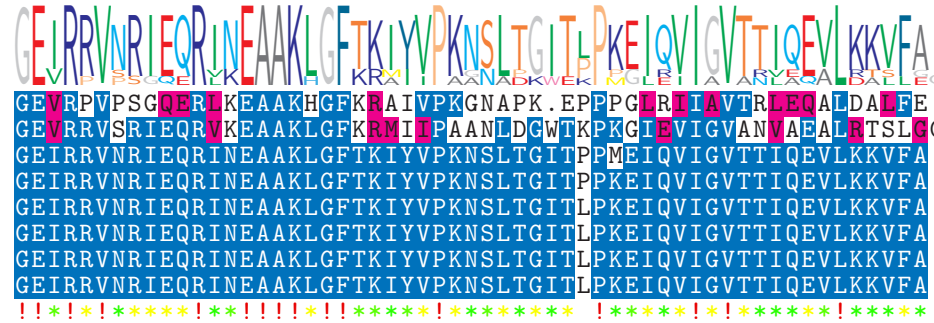 GEIRRVNRIEQRINEAAKLGFTKIYVPKNSLTGITLPKEIQVIGVTTIQEVLKKVFA
GEVRPVPSGQERLKEAAKHGFKRAIVPKGNAPK.EPPPGLRIIAVTRLEQALDALFE
GEVRRVSRIEQRVKEAAKLGFKRMIIPAANLDGWTKPKGIEVIGVANVAEALRTSLG
GEIRRVNRIEQRINEAAKLGFTKIYVPKNSLTGITPPMEIQVIGVTTIQEVLKKVFA
GEIRRVNRIEQRINEAAKLGFTKIYVPKNSLTGITPPKEIQVIGVTTIQEVLKKVFA
GEIRRVNRIEQRINEAAKLGFTKIYVPKNSLTGITLPKEIQVIGVTTIQEVLKKVFA
GEIRRVNRIEQRINEAAKLGFTKIYVPKNSLTGITLPKEIQVIGVTTIQEVLKKVFA
GEIRRVNRIEQRINEAAKLGFTKIYVPKNSLTGITLPKEIQVIGVTTIQEVLKKVFA
!!*!*!*****!**!!!!*!!*****!******** !****!*!*!*****!*****